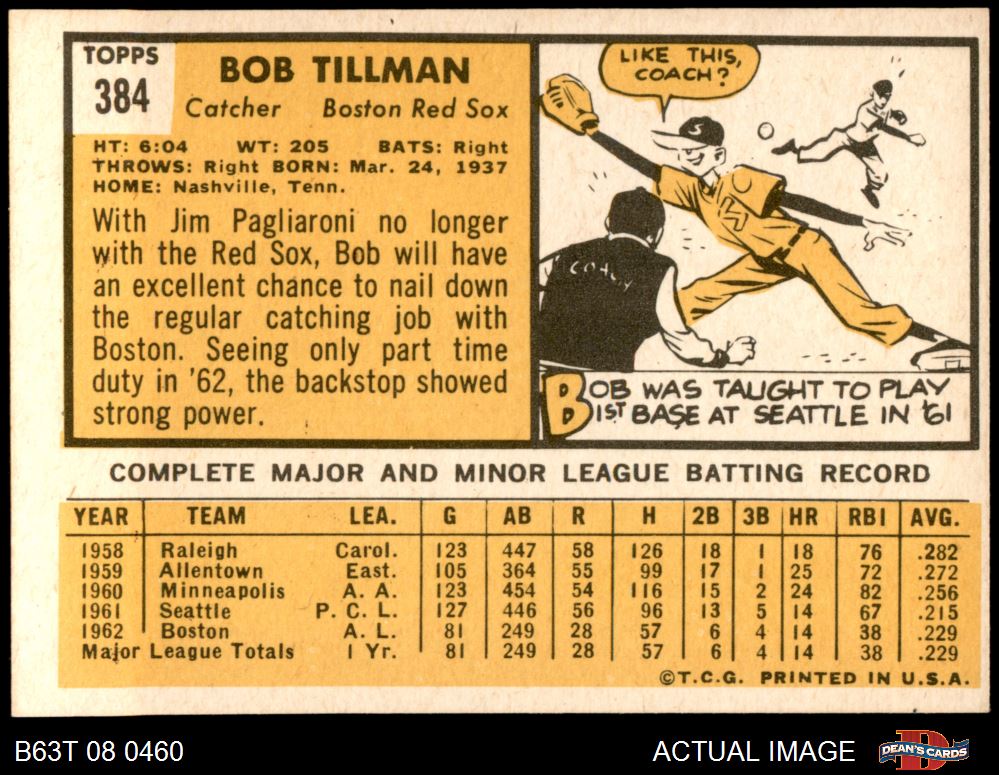 TOPPS
384
BOB TILLMAN
Catcher Boston Red Sox
HT: 6:04 WT: 205 BATS: Right
THROWS: Right BORN: Mar. 24, 1937
HOME: Nashville, Tenn.
With Jim Pagliaroni no longer
with the Red Sox, Bob will have
an excellent chance to nail down
the regular catching job with
Boston. Seeing only part time
duty in '62, the backstop showed
strong power.
LIKE THIS,
COACH?
S
COACH
BOB WAS TAUGHT TO PLAY
1ST BASE AT SEATTLE IN '61
COMPLETE MAJOR AND MINOR LEAGUE BATTING RECORD
YEAR TEAM LEA. G AB R H 2B 3B HR RBI AVG.
1958 Raleigh Carol. 123 447 58 126 18 1 18 76 .282
1959 Allentown East. 105 364 55 99 17 1 25 72 .272
1960 Minneapolis A. A. 123 454 54 116 15 2 24 82 .256
1961 Seattle P. C. L. 127 446 56 96 13 5 14 67 .215
1962 Boston A. L. 81 249 28 57 6 4 14 38 .229
Major League Totals 1 Yr. 81 249 28 57 6 4 14 38 .229
©T.C.G. PRINTED IN U.S.A.
B63T 08 0460 ACTUAL IMAGE DEAN'S CARDS